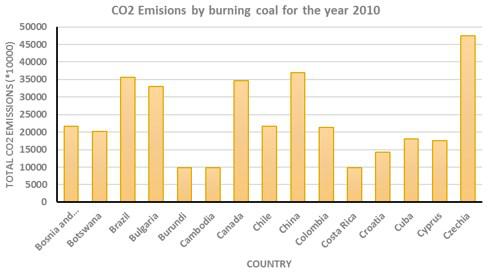 CO2 Emisions by burning coal for the year 2010
TOTAL CO2 EMISSIONS (*10000)
50000
45000
40000
35000
30000
25000
20000
15000
10000
5000
0
Bosnia and...
Botswana
Brazil
Bulgaria
Burundi
Cambodia
Canada
Chile
China
Colombia
Costa Rica
Croatia
Cuba
Cyprus
Czechia
COUNTRY